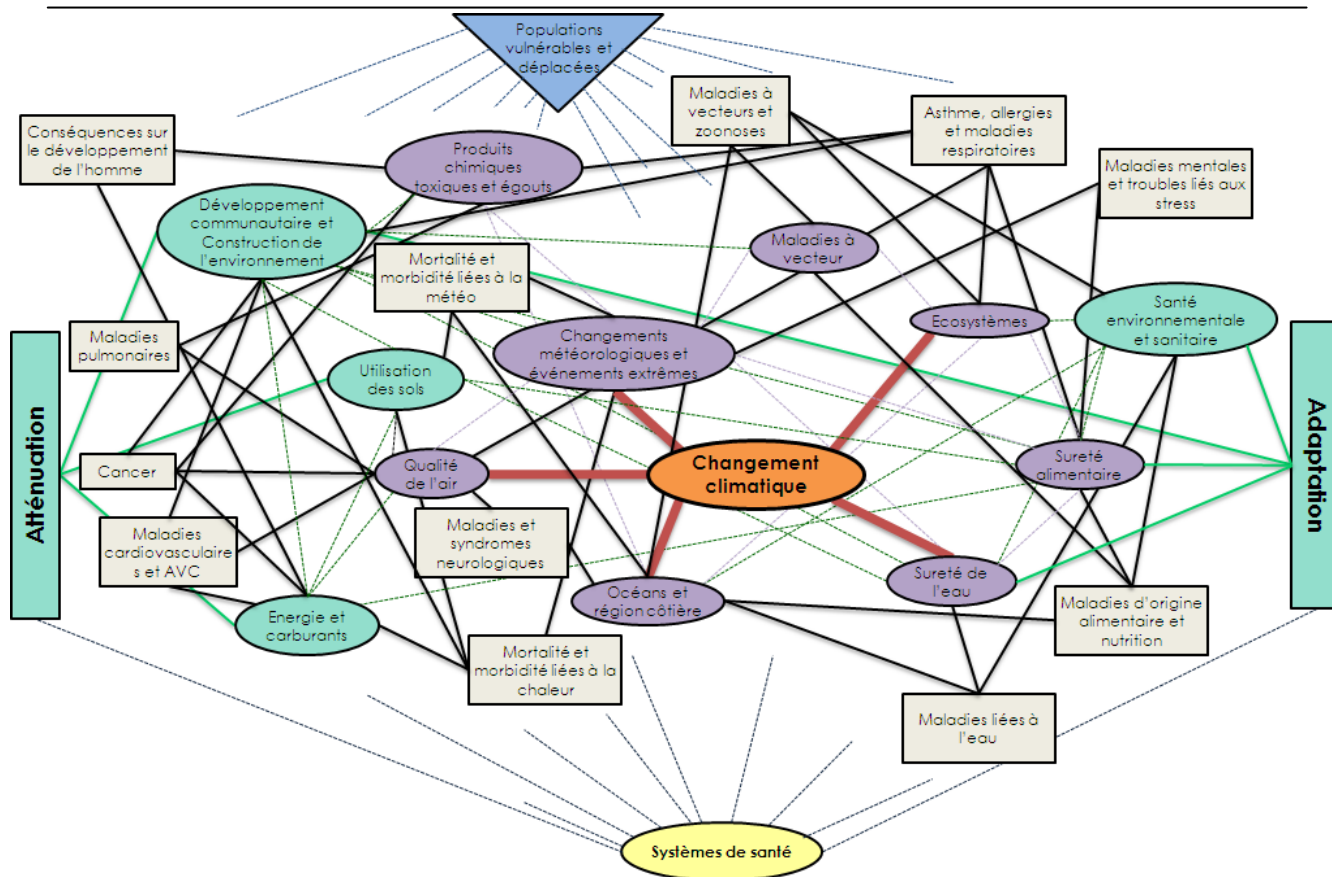 Populations
vulnérables et
déplacées
Maladies à
vecteurs et
zoonoses
Asthme, allergies
et maladies
respiratoires
Conséquences sur
le développement
de l'homme
Produits
chimiques
toxiques et égouts
Maladies mentales
et troubles liés aux
stress
Développement
communautaire et
Construction de
l'environnement
Mortalité et
morbidité liées à la
météo
Maladies à
vecteur
Ecosystèmes
Santé
environnementale
et sanitaire
Maladies
pulmonaires
Changements
météorologiques et
événements extrêmes
Utilisation
des sols
Atténuation
Adaptation
Cancer
Qualité
de l'air
Changement
climatique
Sureté
alimentaire
Maladies
cardiovasculaire
s et AVC
Maladies et
syndromes
neurologiques
Océans et
région côtière
Sureté de
l'eau
Energie et
carburants
Maladies d'origine
alimentaire et
nutrition
Mortalité et
morbidité liées à la
chaleur
Maladies liées à
l'eau
Systèmes de santé